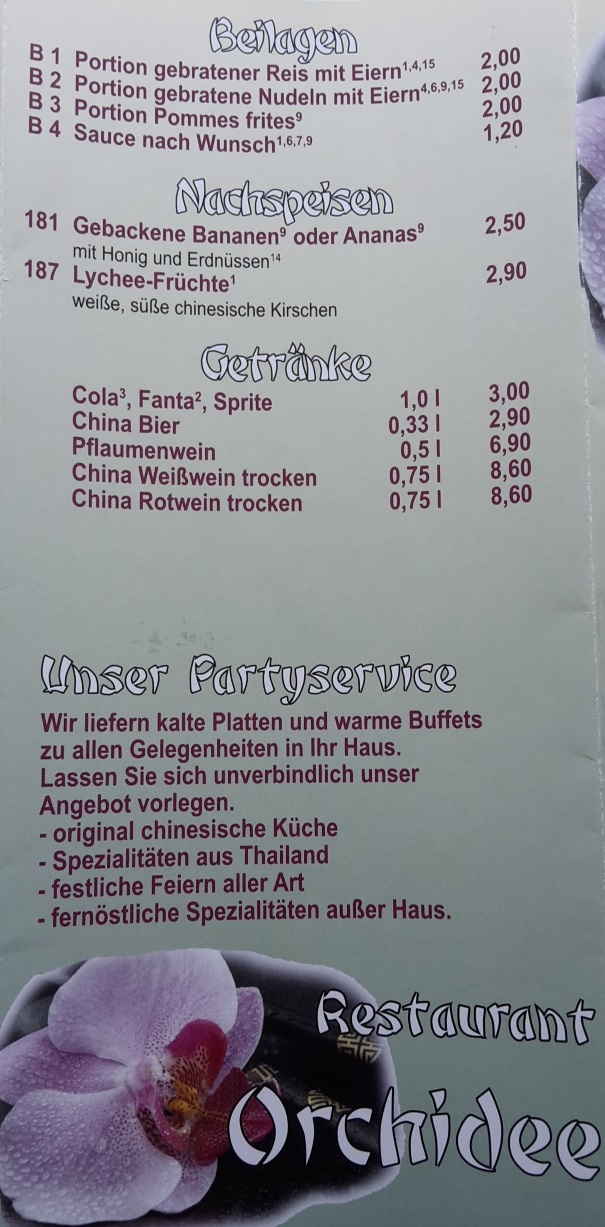 Beilagen
B 1 Portion gebratener Reis mit Eiern1,4,15 2,00
B 2 Portion gebratene Nudeln mit Eiern4,6,9,15 2,00
B 3 Portion Pommes frites9 2,00
B 4 Sauce nach Wunsch1,6,7,9 1,20
Nachspeisen
181 Gebackene Bananen9 oder Ananas9 2,50
mit Honig und Erdnüssen14
187 Lychee-Früchte1 2,90
weiße, süße chinesische Kirschen
Getränke
Cola3, Fanta2, Sprite 1,0 l 3,00
China Bier 0,33 l 2,90
Pflaumenwein 0,5 l 6,90
China Weißwein trocken 0,75 l 8,60
China Rotwein trocken 0,75 l 8,60
Unser Partyservice
Wir liefern kalte Platten und warme Buffets
zu allen Gelegenheiten in Ihr Haus.
Lassen Sie sich unverbindlich unser
Angebot vorlegen.
- original chinesische Küche
- Spezialitäten aus Thailand
- festliche Feiern aller Art
- fernöstliche Spezialitäten außer Haus.
Restaurant
Orchidee